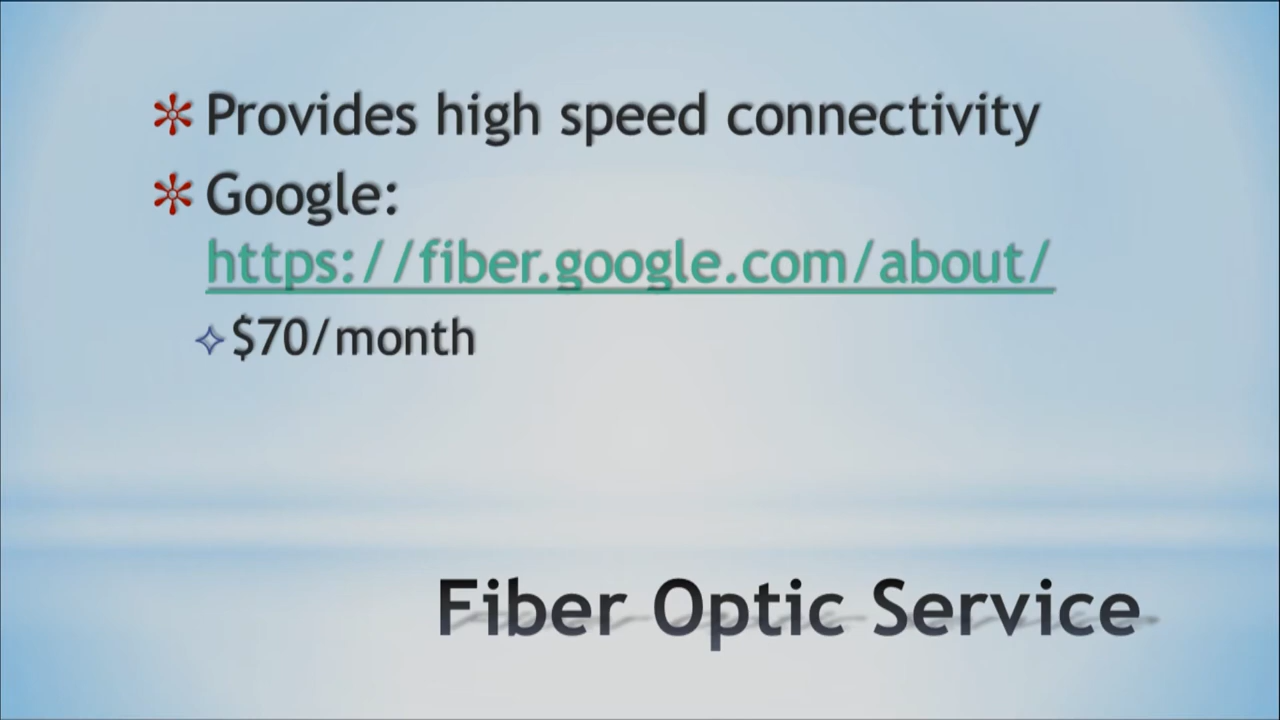 Provides high speed connectivity
Google:
https://fiber.google.com/about/
$70/month
Fiber Optic Service